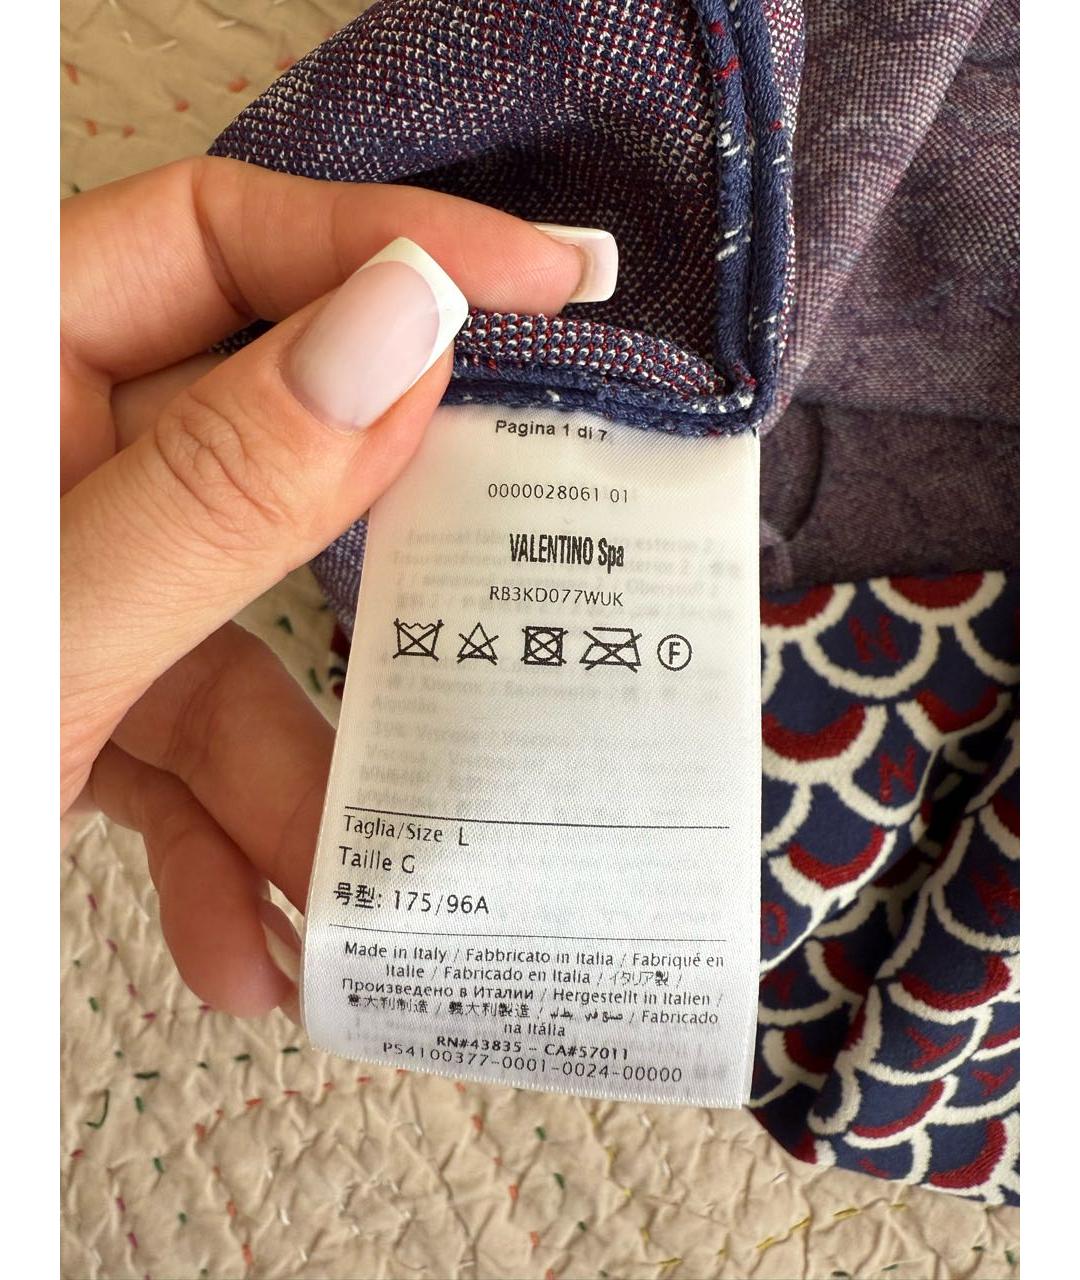 Pagina 1 di 7
0000028061 01
VALENTINO Spa
RB3KD077WUK
F
Taglia/Size L
Taille G
号型: 175/96A
Made in Italy / Fabbricato in Italia / Fabriqué en
Italie / Fabricado en Italia / イタリア製 /
Произведено в Италии / Hergestellt in Italien /
意大利制造 / 義大利製造 / صنع في إيطاليا / Fabricado
na Itália
RN#43835 - CA#57011
PS4100377-0001-0024-00000